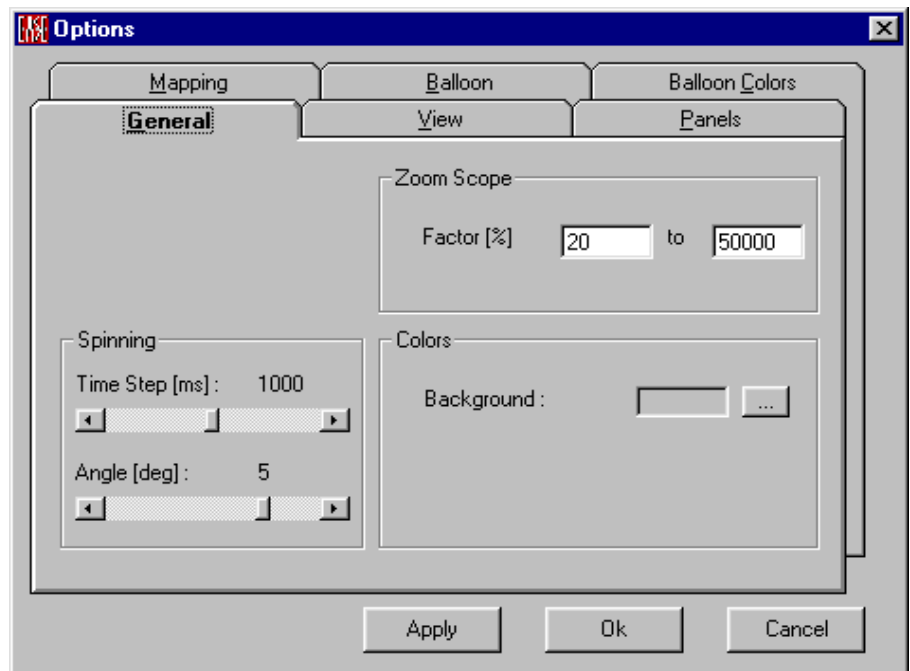 EASE
Options
Mapping Balloon Balloon Colors
General View Panels
Zoom Scope
Factor [%] 20 to 50000
Spinning
Time Step [ms] : 1000
Angle [deg] : 5
Colors
Background : ...
Apply Ok Cancel